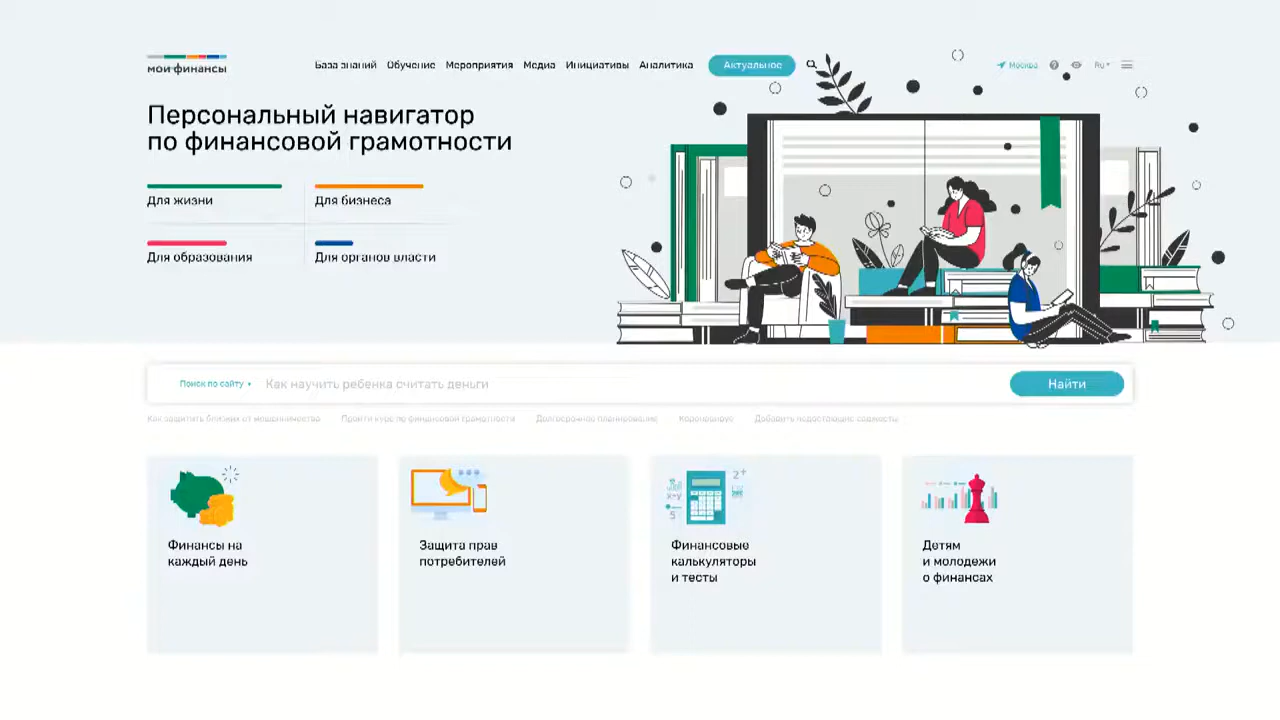 мои финансы
База знаний Обучение Мероприятия Медиа Инициативы Аналитика Актуальное
Москва ? Ru
Персональный навигатор
по финансовой грамотности
Для жизни
Для бизнеса
Для образования
Для органов власти
Поиск по сайту Как научить ребенка считать деньги Найти
Как защитить близких от мошенничества Пройти курс по финансовой грамотности Долгосрочное планирование Коронавирус Добавить недостающие сюжеты
Финансы на
каждый день
Защита прав
потребителей
Финансовые
калькуляторы
и тесты
Детям
и молодежи
о финансах